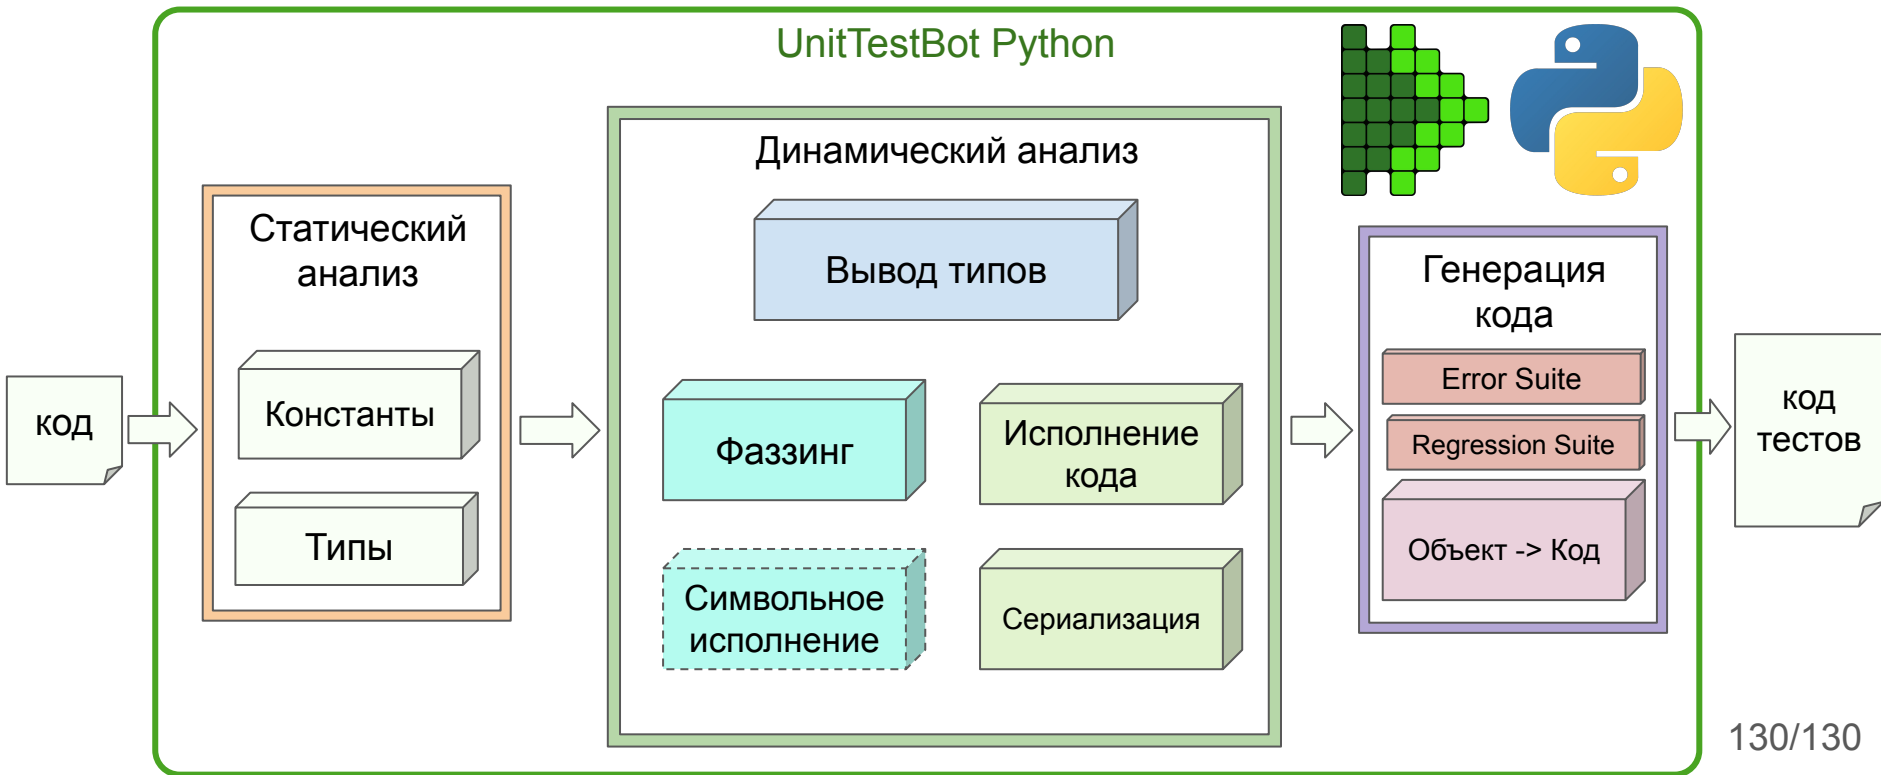 UnitTestBot Python
код
Статический
анализ
Константы
Типы
Динамический анализ
Вывод типов
Фаззинг
Исполнение
кода
Символьное
исполнение
Сериализация
Генерация
кода
Error Suite
Regression Suite
Объект -> Код
код
тестов
130/130